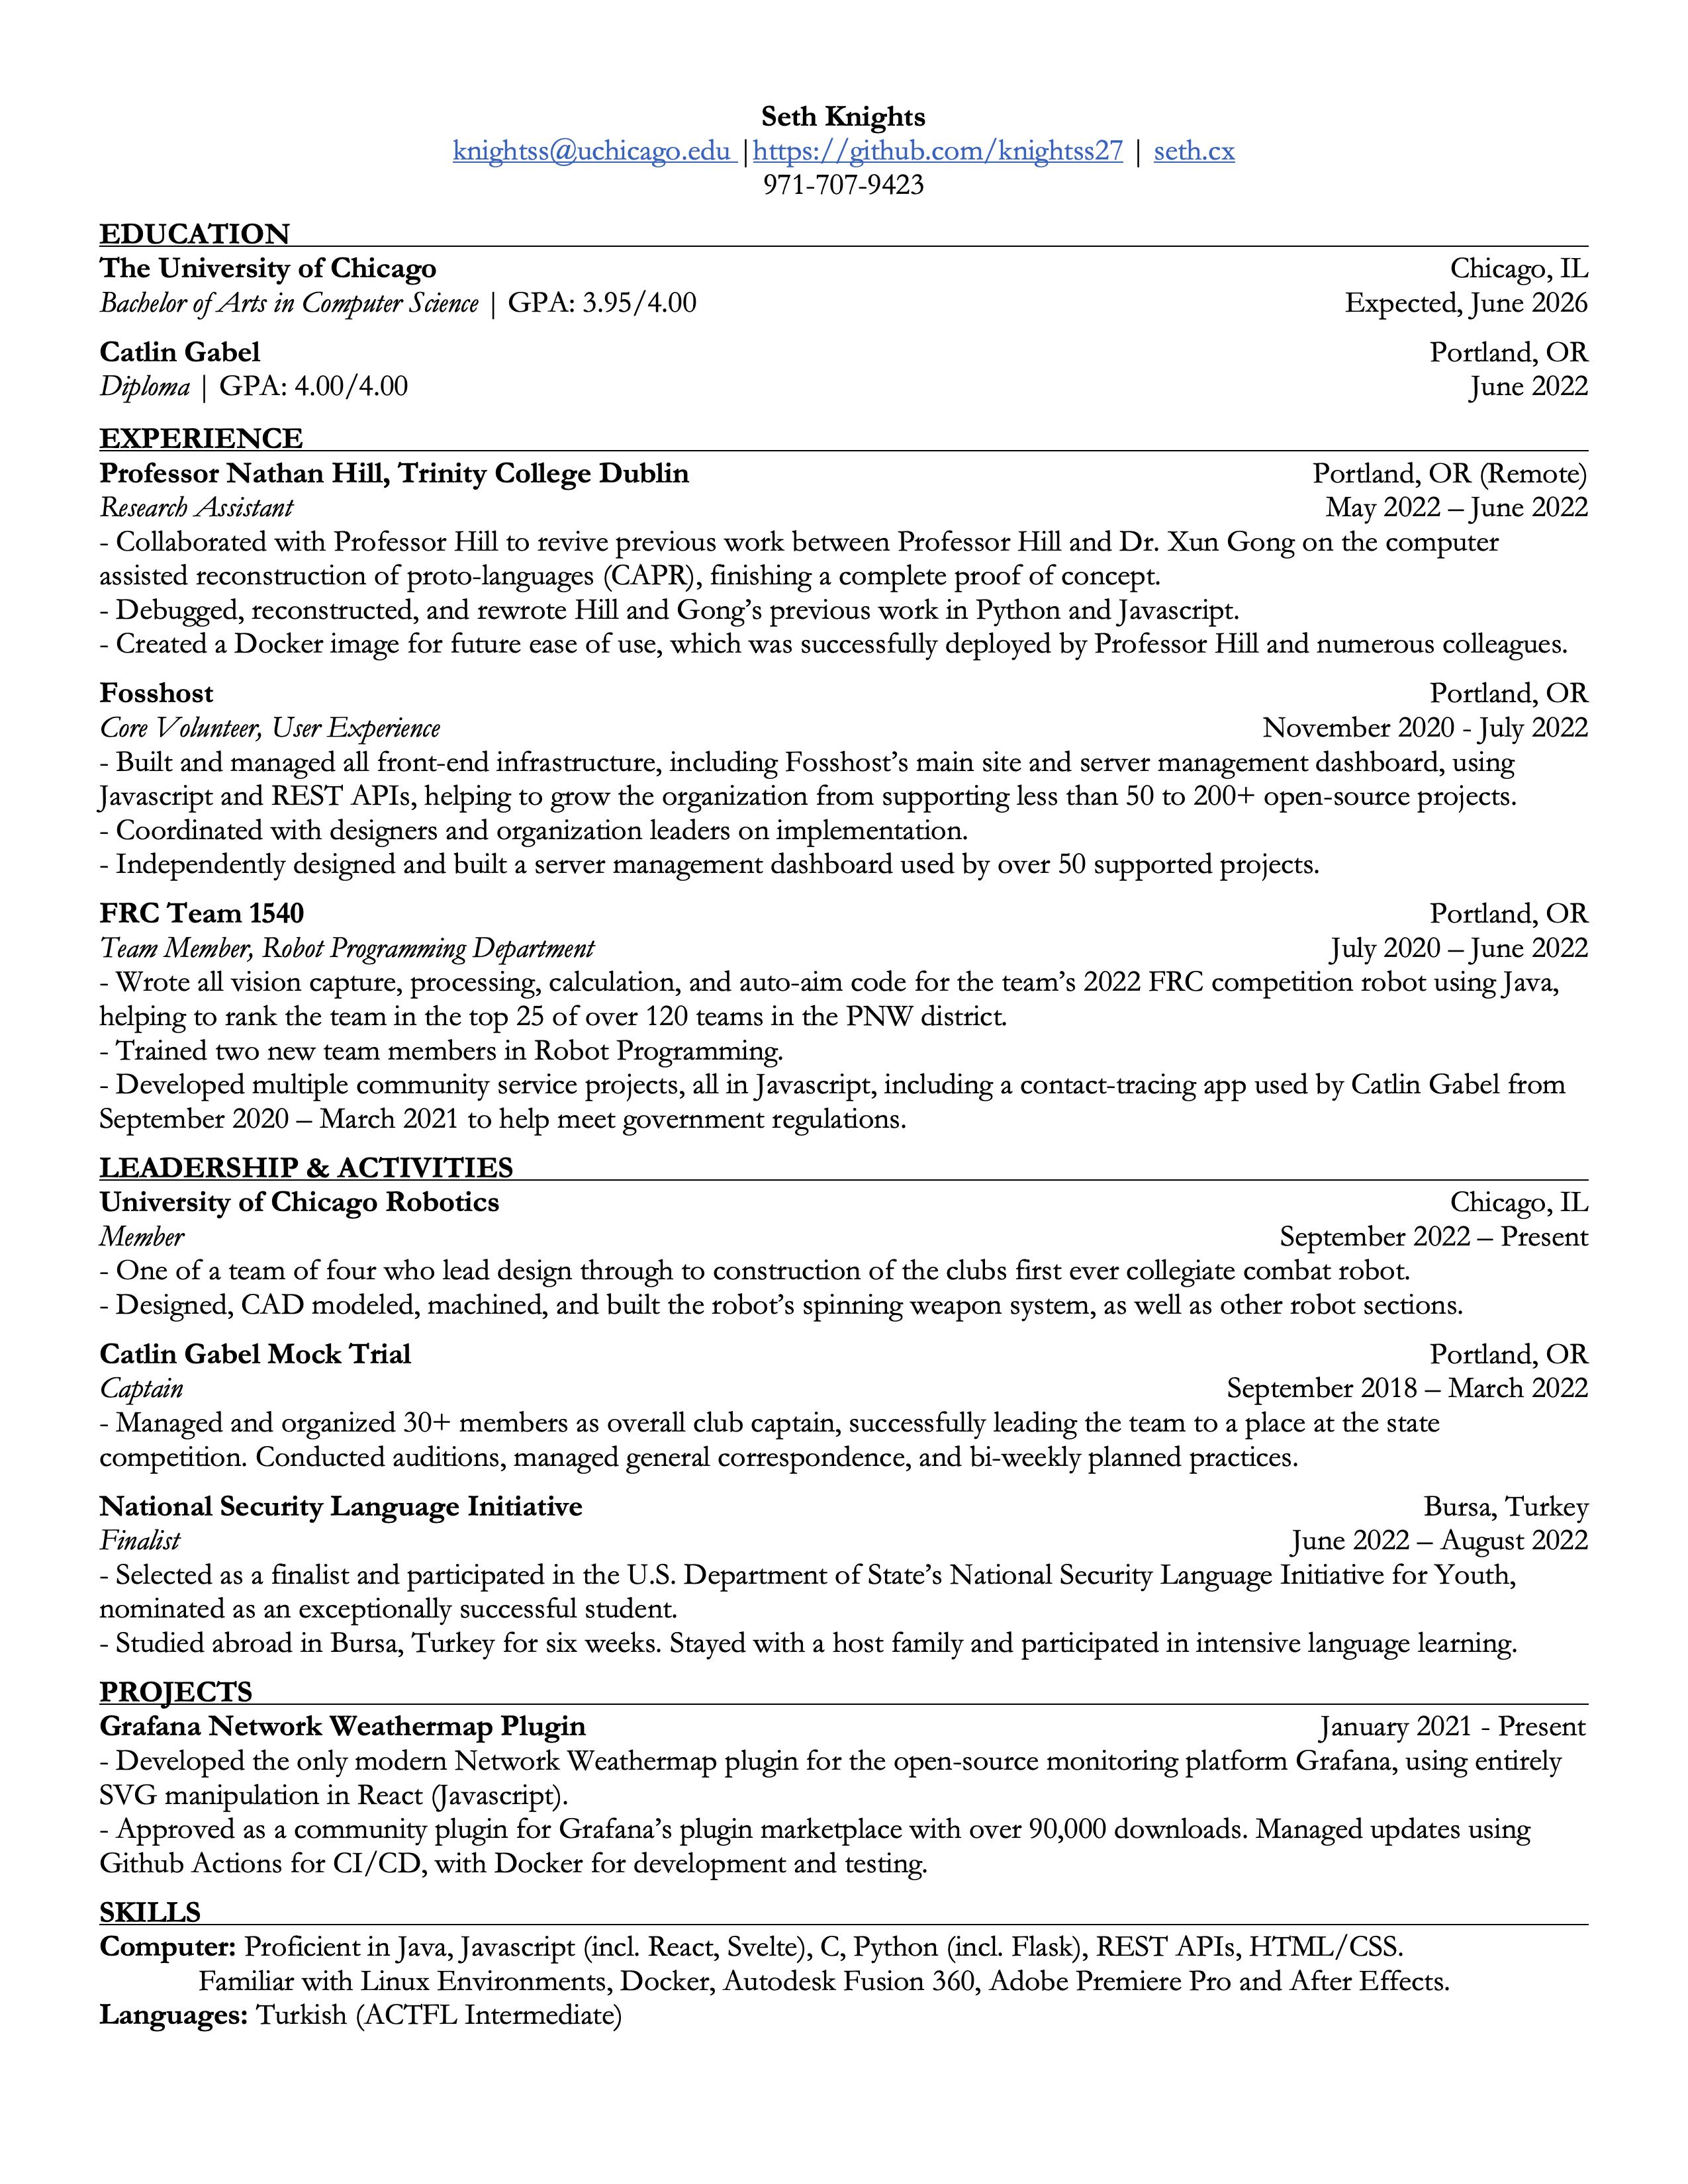 Seth Knights
knightss@uchicago.edu |https://github.com/knightss27 | seth.cx
971-707-9423
EDUCATION
The University of Chicago Chicago, IL
Bachelor of Arts in Computer Science | GPA: 3.95/4.00 Expected, June 2026
Catlin Gabel Portland, OR
Diploma | GPA: 4.00/4.00 June 2022
EXPERIENCE
Professor Nathan Hill, Trinity College Dublin Portland, OR (Remote)
Research Assistant May 2022 – June 2022
- Collaborated with Professor Hill to revive previous work between Professor Hill and Dr. Xun Gong on the computer
assisted reconstruction of proto-languages (CAPR), finishing a complete proof of concept.
- Debugged, reconstructed, and rewrote Hill and Gong’s previous work in Python and Javascript.
- Created a Docker image for future ease of use, which was successfully deployed by Professor Hill and numerous colleagues.
Fosshost Portland, OR
Core Volunteer, User Experience November 2020 - July 2022
- Built and managed all front-end infrastructure, including Fosshost’s main site and server management dashboard, using
Javascript and REST APIs, helping to grow the organization from supporting less than 50 to 200+ open-source projects.
- Coordinated with designers and organization leaders on implementation.
- Independently designed and built a server management dashboard used by over 50 supported projects.
FRC Team 1540 Portland, OR
Team Member, Robot Programming Department July 2020 – June 2022
- Wrote all vision capture, processing, calculation, and auto-aim code for the team’s 2022 FRC competition robot using Java,
helping to rank the team in the top 25 of over 120 teams in the PNW district.
- Trained two new team members in Robot Programming.
- Developed multiple community service projects, all in Javascript, including a contact-tracing app used by Catlin Gabel from
September 2020 – March 2021 to help meet government regulations.
LEADERSHIP & ACTIVITIES
University of Chicago Robotics Chicago, IL
Member September 2022 – Present
- One of a team of four who lead design through to construction of the clubs first ever collegiate combat robot.
- Designed, CAD modeled, machined, and built the robot’s spinning weapon system, as well as other robot sections.
Catlin Gabel Mock Trial Portland, OR
Captain September 2018 – March 2022
- Managed and organized 30+ members as overall club captain, successfully leading the team to a place at the state
competition. Conducted auditions, managed general correspondence, and bi-weekly planned practices.
National Security Language Initiative Bursa, Turkey
Finalist June 2022 – August 2022
- Selected as a finalist and participated in the U.S. Department of State’s National Security Language Initiative for Youth,
nominated as an exceptionally successful student.
- Studied abroad in Bursa, Turkey for six weeks. Stayed with a host family and participated in intensive language learning.
PROJECTS
Grafana Network Weathermap Plugin January 2021 - Present
- Developed the only modern Network Weathermap plugin for the open-source monitoring platform Grafana, using entirely
SVG manipulation in React (Javascript).
- Approved as a community plugin for Grafana’s plugin marketplace with over 90,000 downloads. Managed updates using
Github Actions for CI/CD, with Docker for development and testing.
SKILLS
Computer: Proficient in Java, Javascript (incl. React, Svelte), C, Python (incl. Flask), REST APIs, HTML/CSS.
Familiar with Linux Environments, Docker, Autodesk Fusion 360, Adobe Premiere Pro and After Effects.
Languages: Turkish (ACTFL Intermediate)